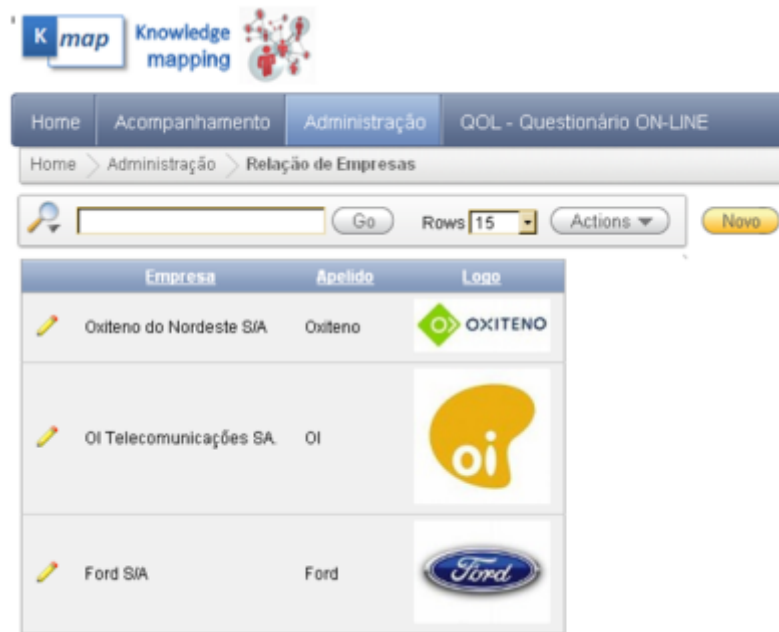 K map Knowledge
mapping
Home Acompanhamento Administração QOL - Questionário ON-LINE
Home Administração Relação de Empresas
Go Rows 15 Actions Novo
Empresa Apelido Logo
Oxiteno do Nordeste S/A Oxiteno OXITENO
OI Telecomunicações SA. OI oi
Ford S/A Ford Ford